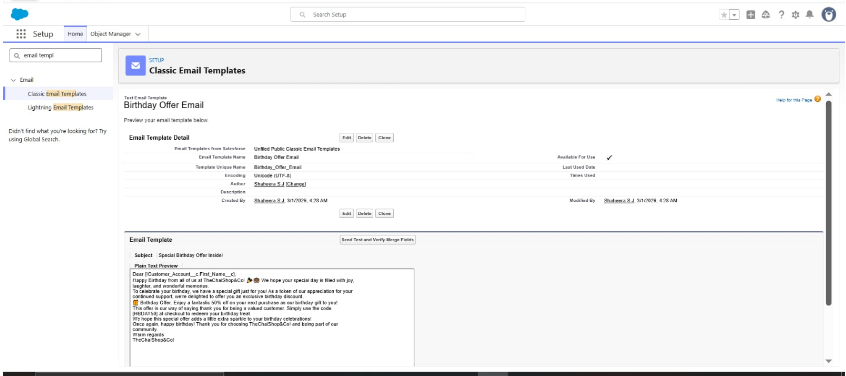 Search Setup
Setup
Home
Object Manager
email templ
Email
Classic Email Templates
Lightning Email Templates
Didn't find what you're looking for? Try
using Global Search.
SETUP
Classic Email Templates
Text Email Template
Birthday Offer Email
Help for this Page
Preview your email template below.
Email Template Detail
Edit Delete Clone
Email Templates from Salesforce Unified Public Classic Email Templates
Email Template Name Birthday Offer Email Available For Use ✓
Template Unique Name Birthday_Offer_Email Last Used Date
Encoding Unicode (UTF-8) Times Used
Author Shaheera S J [Change]
Description
Created By Shaheera S J, 3/1/2026, 4:28 AM Modified By Shaheera S J, 3/1/2026, 4:28 AM
Edit Delete Clone
Email Template
Send Test and Verify Merge Fields
Subject Special Birthday Offer Inside!
Plain Text Preview
Dear {!Customer_Account__c.First_Name__c},
Happy Birthday from all of us at TheChaiShop&Co! 🎉🎂 We hope your special day is filled with joy,
laughter, and wonderful memories.
To celebrate your birthday, we have a special gift just for you! As a token of our appreciation for your
continued support, we're delighted to offer you an exclusive birthday discount.
🎁 Birthday Offer: Enjoy a fantastic 50% off on your next purchase as our birthday gift to you!
This offer is our way of saying thank you for being a valued customer. Simply use the code
at checkout to redeem your birthday treat.
We hope this special offer adds a little extra sparkle to your birthday celebrations!
Once again, happy birthday! Thank you for choosing TheChaiShop&Co! and being part of our
community.
Warm regards
TheChaiShop&Co!